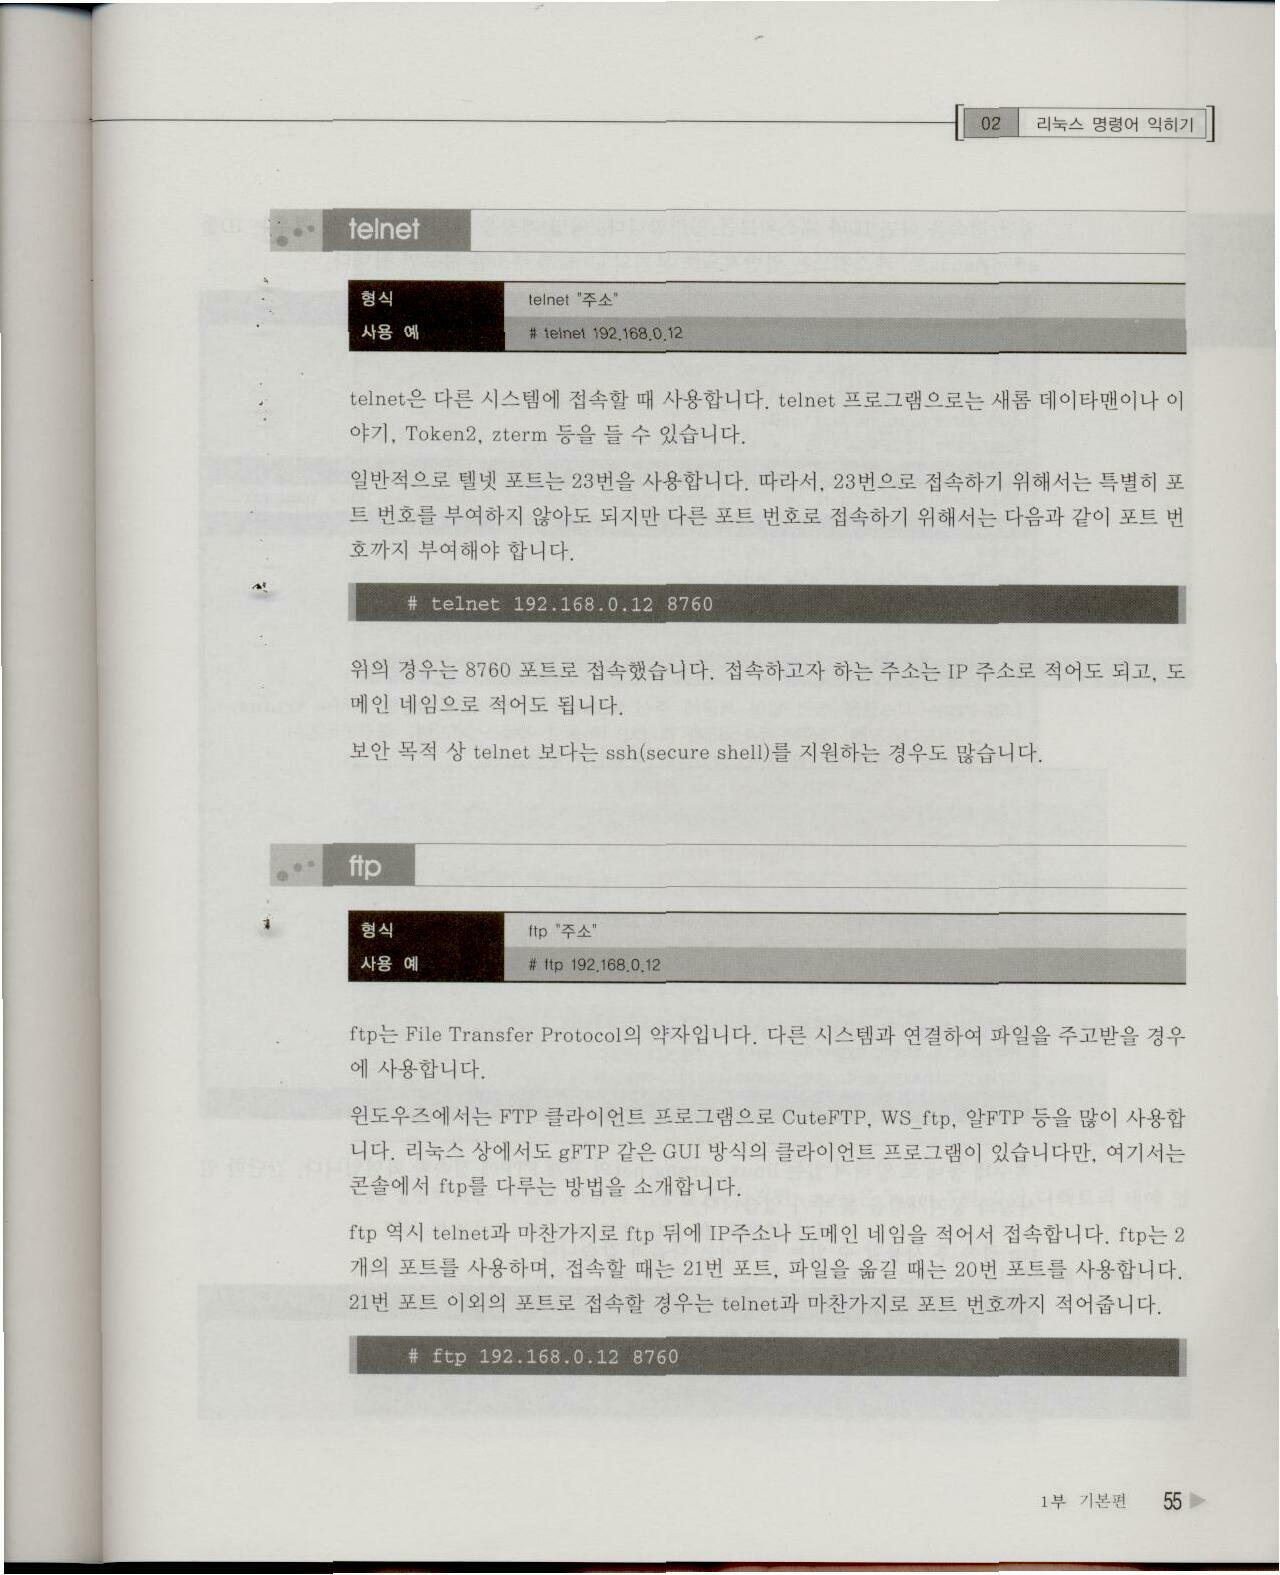 02 리눅스 명령어 익히기
telnet
형식 telnet "주소"
사용 예 # telnet 192.168.0.12
telnet은 다른 시스템에 접속할 때 사용합니다. telnet 프로그램으로는 새롬 데이타맨이나 이
야기, Token2, zterm 등을 들 수 있습니다.
일반적으로 텔넷 포트는 23번을 사용합니다. 따라서, 23번으로 접속하기 위해서는 특별히 포
트 번호를 부여하지 않아도 되지만 다른 포트 번호로 접속하기 위해서는 다음과 같이 포트 번
호까지 부여해야 합니다.
# telnet 192.168.0.12 8760
위의 경우는 8760 포트로 접속했습니다. 접속하고자 하는 주소는 IP 주소로 적어도 되고, 도
메인 네임으로 적어도 됩니다.
보안 목적 상 telnet 보다는 ssh(secure shell)를 지원하는 경우도 많습니다.
ftp
형식 ftp "주소"
사용 예 # ftp 192.168.0.12
ftp는 File Transfer Protocol의 약자입니다. 다른 시스템과 연결하여 파일을 주고받을 경우
에 사용합니다.
윈도우즈에서는 FTP 클라이언트 프로그램으로 CuteFTP, WS_ftp, 알FTP 등을 많이 사용합
니다. 리눅스 상에서도 gFTP 같은 GUI 방식의 클라이언트 프로그램이 있습니다만, 여기서는
콘솔에서 ftp를 다루는 방법을 소개합니다.
ftp 역시 telnet과 마찬가지로 ftp 뒤에 IP주소나 도메인 네임을 적어서 접속합니다. ftp는 2
개의 포트를 사용하며, 접속할 때는 21번 포트, 파일을 옮길 때는 20번 포트를 사용합니다.
21번 포트 이외의 포트로 접속할 경우는 telnet과 마찬가지로 포트 번호까지 적어줍니다.
# ftp 192.168.0.12 8760
1부 기본편 55